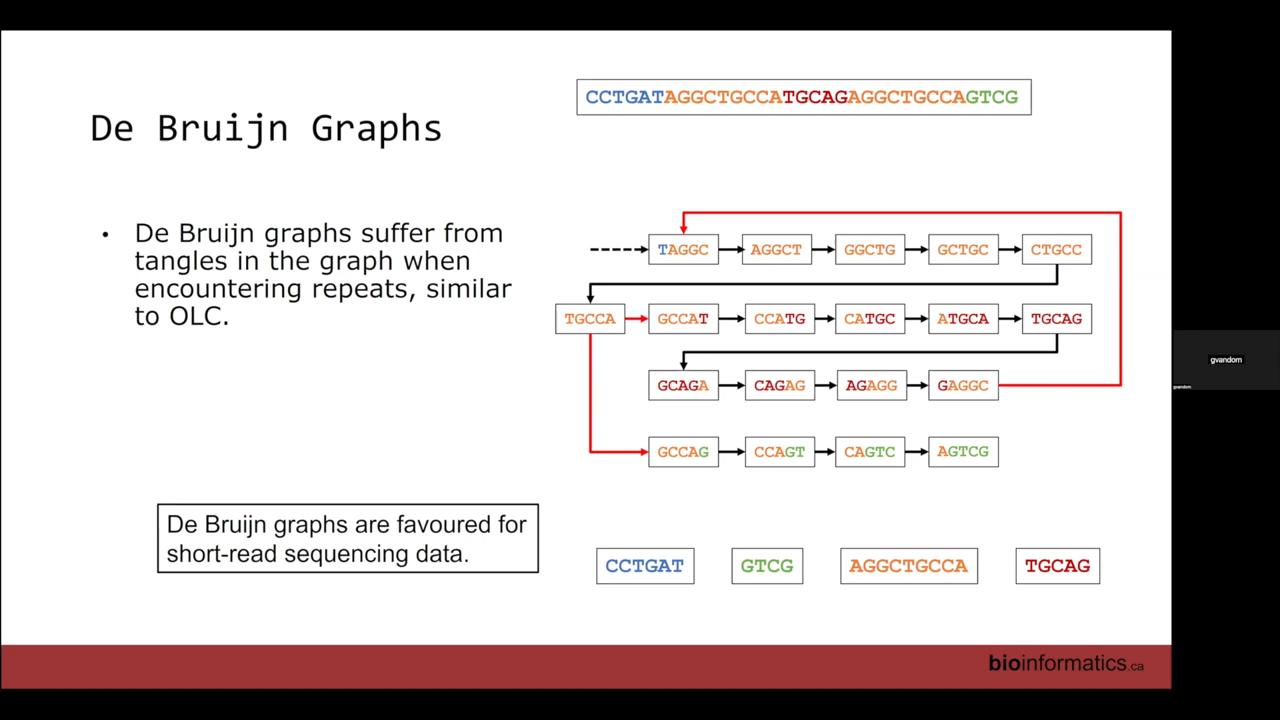 CCTGATAGGCTGCCATGCAGAGGCTGCCAGTCG
De Bruijn Graphs
• De Bruijn graphs suffer from
tangles in the graph when
encountering repeats, similar
to OLC.
TAGGC AGGCT GGCTG GCTGC CTGCC
TGCCA GCCAT CCATG CATGC ATGCA TGCAG
GCAGA CAGAG AGAGG GAGGC
GCCAG CCAGT CAGTC AGTCG
De Bruijn graphs are favoured for
short-read sequencing data.
CCTGAT GTCG AGGCTGCCA TGCAG
bioinformatics.ca
gvandom
gvandom